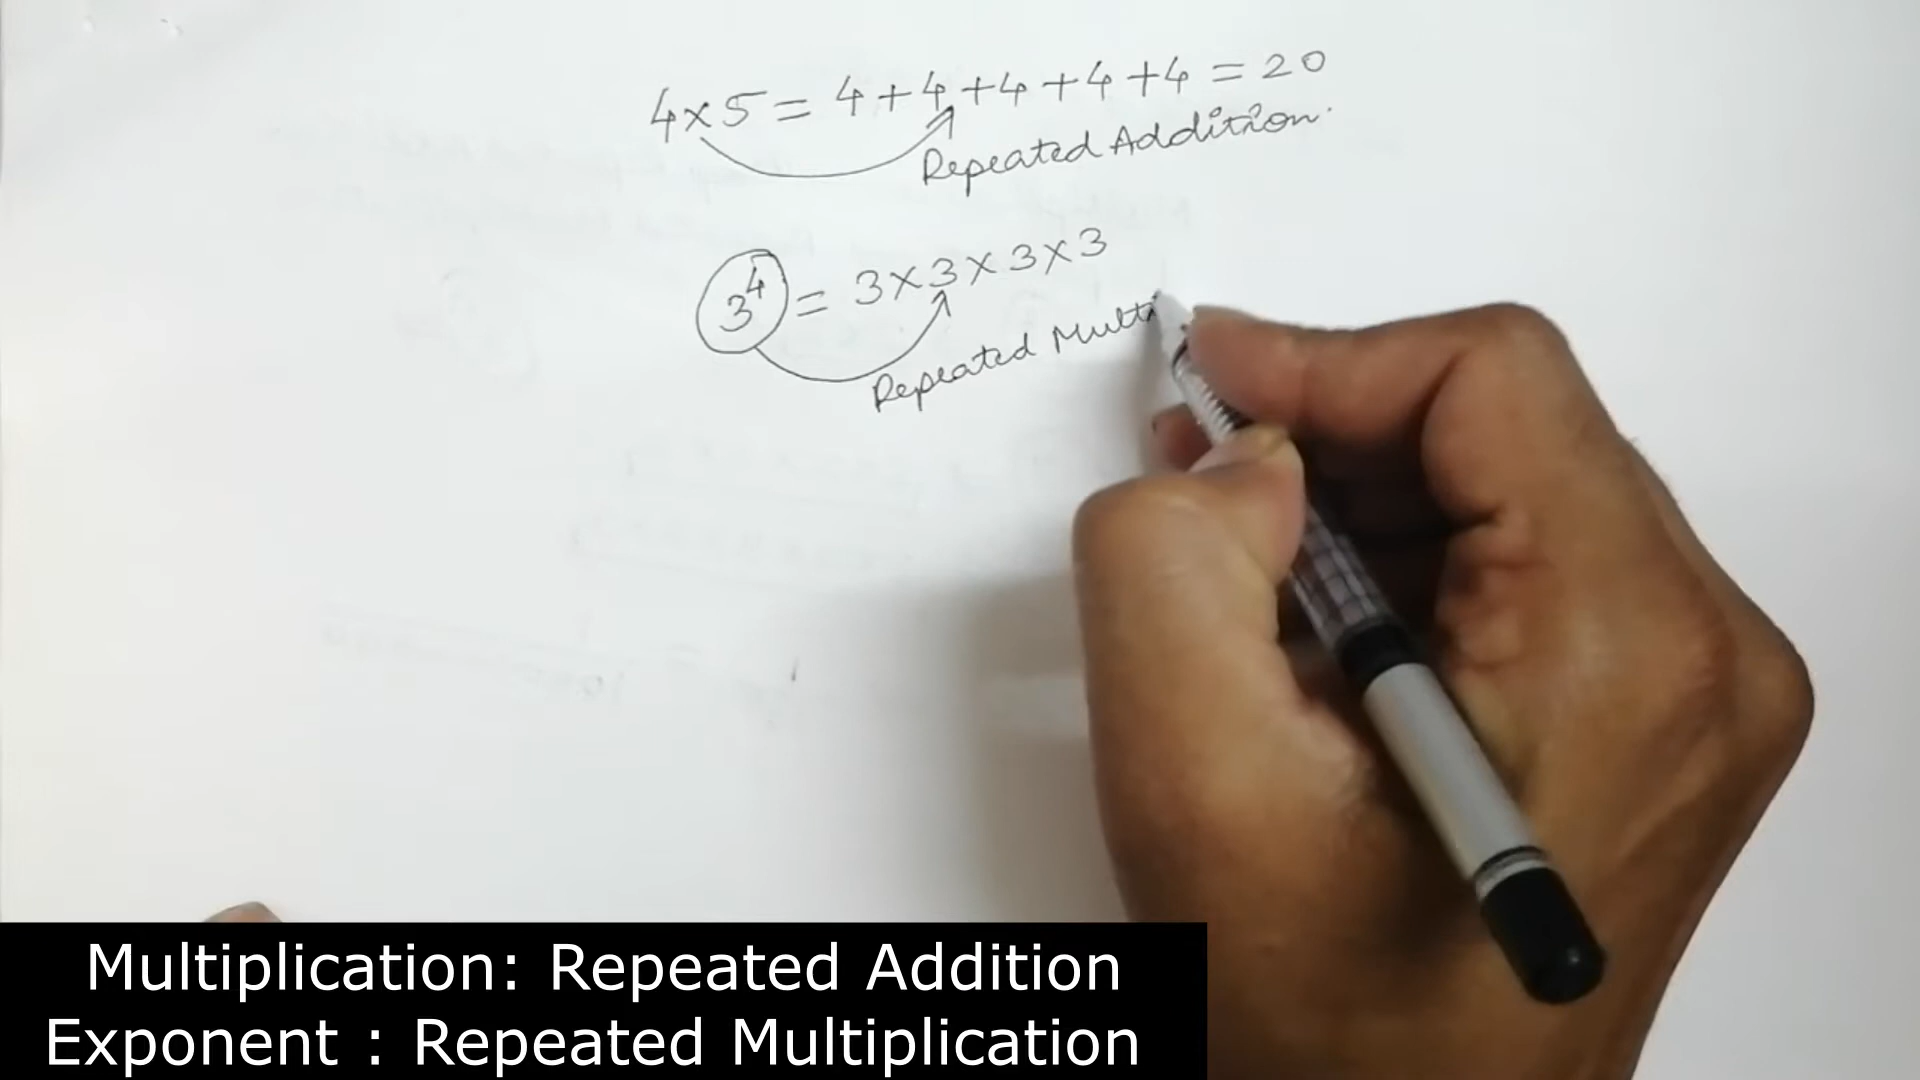 4×5 = 4+4+4+4+4 = 20
Repeated Addition.
3⁴ = 3×3×3×3
Repeated Multi
Multiplication: Repeated Addition
Exponent : Repeated Multiplication